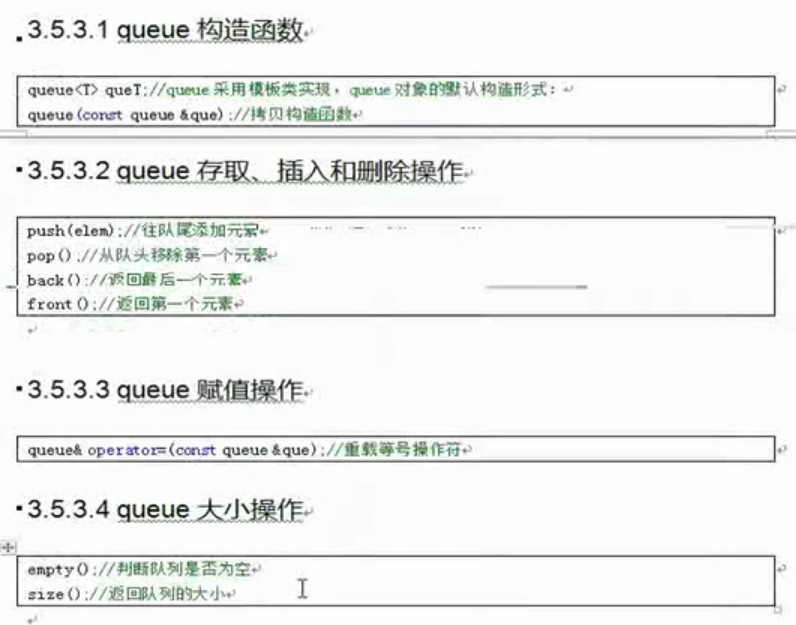 3.5.3.1 queue 构造函数
queue<T> queT;//queue 采用模板类实现,queue 对象的默认构造形式:
queue(const queue &que);//拷贝构造函数
3.5.3.2 queue 存取、插入和删除操作
push(elem);//往队尾添加元素
pop();//从队头移除第一个元素
back();//返回最后一个元素
front();//返回第一个元素
3.5.3.3 queue 赋值操作
queue& operator=(const queue &que);//重载等号操作符
3.5.3.4 queue 大小操作
empty();//判断队列是否为空
size();//返回队列的大小